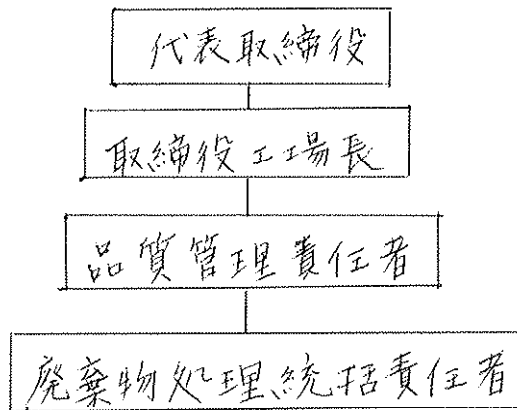 代表取締役
取締役工場長
品質管理責任者
廃棄物処理統括責任者